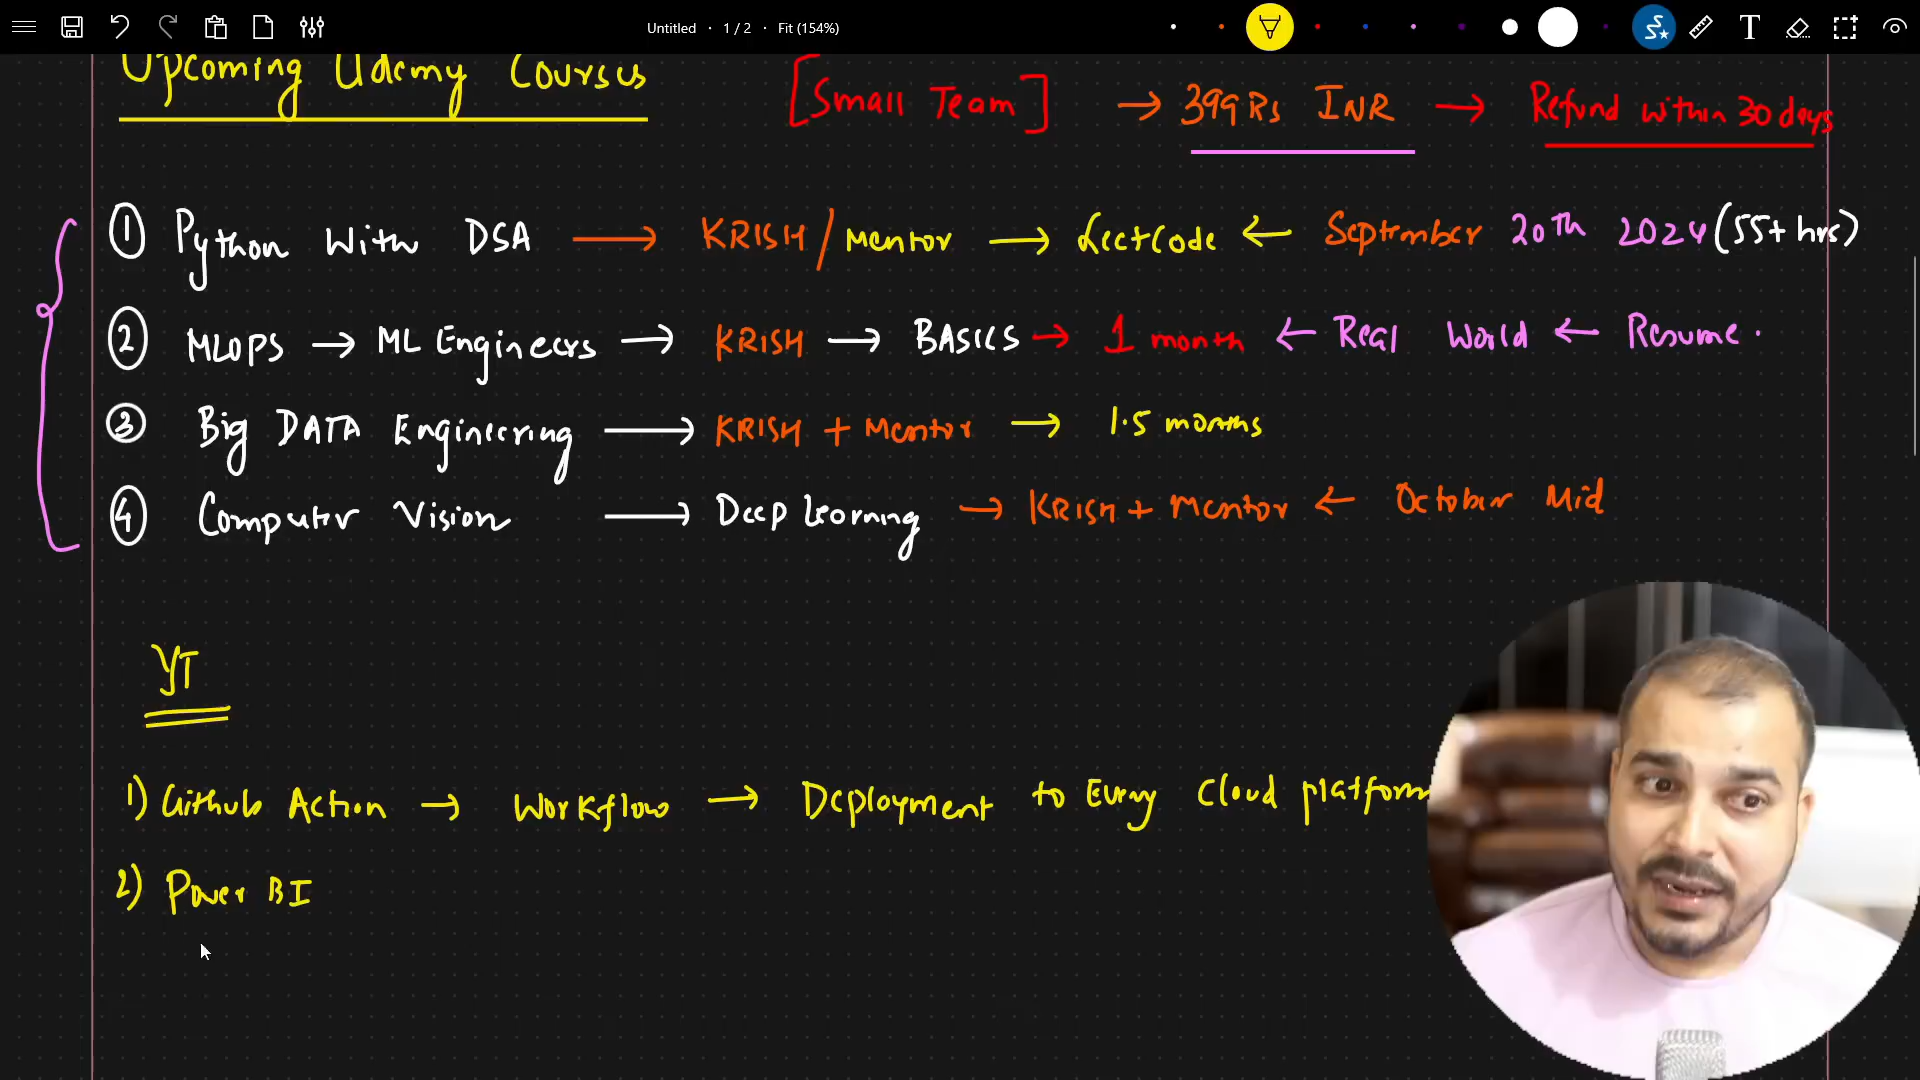 Untitled · 1 / 2 · Fit (154%)
Upcoming Udemy Courses [Small Team] → 399 Rs INR → Refund within 30 days
① Python With DSA → KRISH / Mentor → LeetCode ← September 20th 2024 (55+ hrs)
② MLOPS → ML Engineers → KRISH → BASICS → 1 month ← Real World ← Resume.
③ Big DATA Engineering → KRISH + Mentor → 1.5 months
④ Computer Vision → Deep Learning → KRISH + Mentor ← October Mid
YT
1) Github Action → Workflow → Deployment to Every Cloud platform
2) Power BI